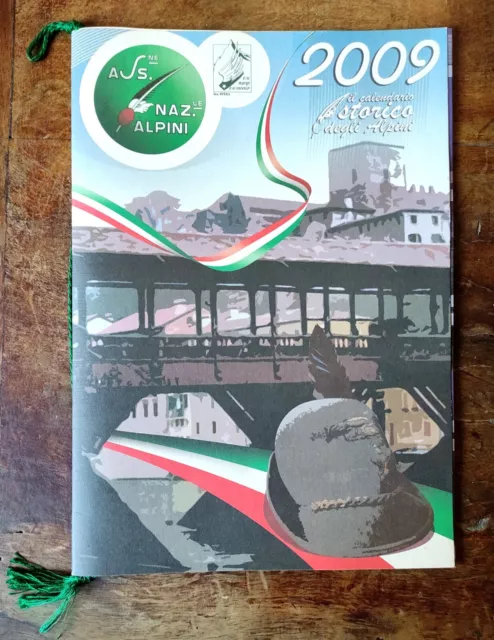 ASS.NE
NAZ.LE
ALPINI
2009
il calendario
storico
degli Alpini